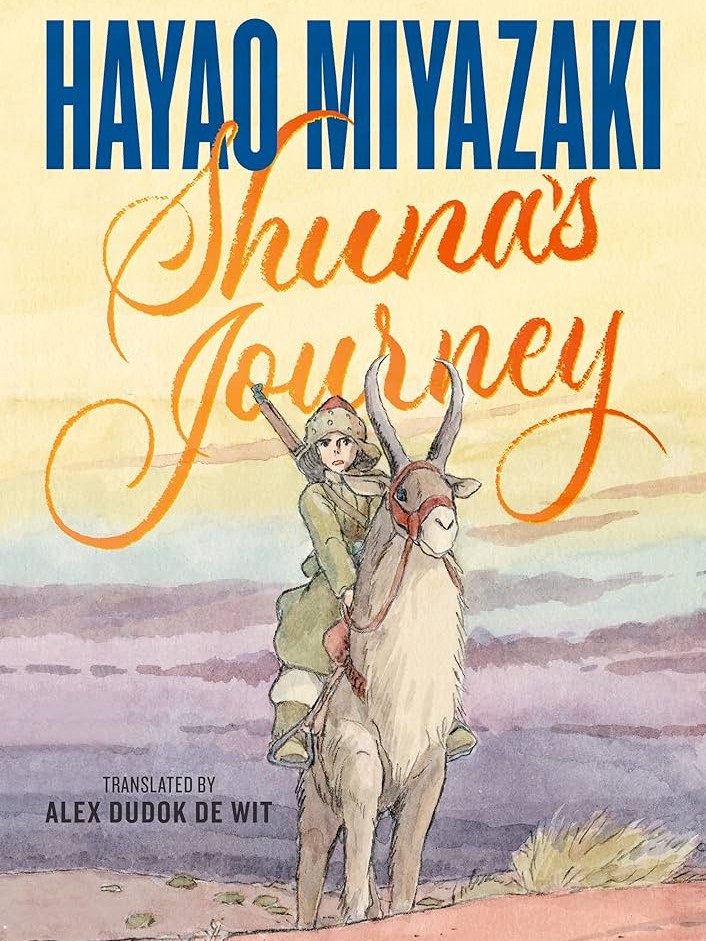 HAYAO MIYAZAKI
Shuna's
Journey
TRANSLATED BY
ALEX DUDOK DE WIT